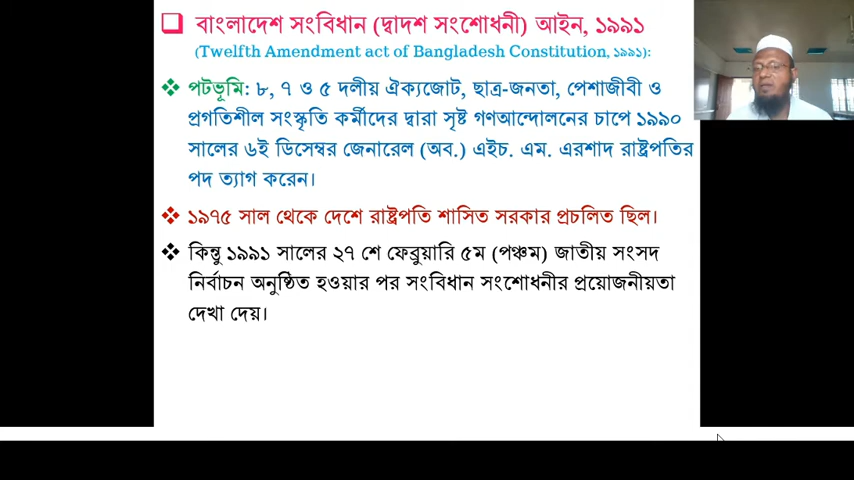 ❑ বাংলাদেশ সংবিধান (দ্বাদশ সংশোধনী) আইন, ১৯৯১
(Twelfth Amendment act of Bangladesh Constitution, ১৯৯১):
❖ পটভূমি: ৮, ৭ ও ৫ দলীয় ঐক্যজোট, ছাত্র-জনতা, পেশাজীবী ও
প্রগতিশীল সংস্কৃতি কর্মীদের দ্বারা সৃষ্ট গণআন্দোলনের চাপে ১৯৯০
সালের ৬ই ডিসেম্বর জেনারেল (অব.) এইচ. এম. এরশাদ রাষ্ট্রপতির
পদ ত্যাগ করেন।
❖ ১৯৭৫ সাল থেকে দেশে রাষ্ট্রপতি শাসিত সরকার প্রচলিত ছিল।
❖ কিন্তু ১৯৯১ সালের ২৭ শে ফেব্রুয়ারি ৫ম (পঞ্চম) জাতীয় সংসদ
নির্বাচন অনুষ্ঠিত হওয়ার পর সংবিধান সংশোধনীর প্রয়োজনীয়তা
দেখা দেয়।